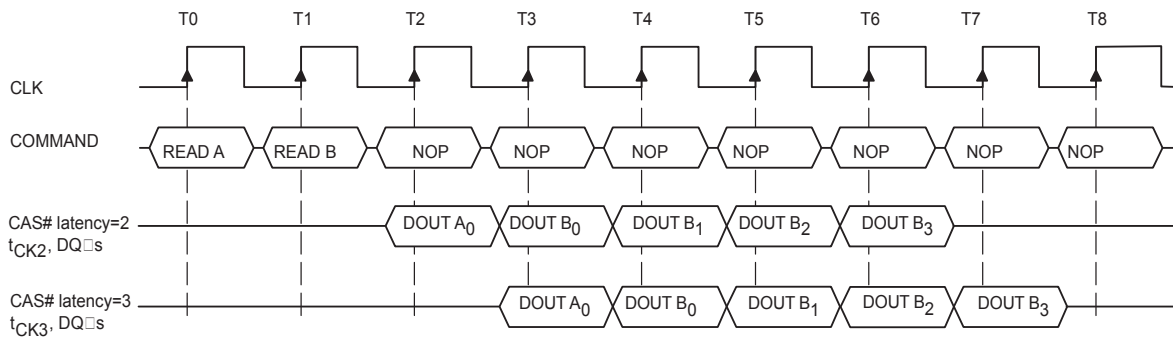 T0 T1 T2 T3 T4 T5 T6 T7 T8
CLK
COMMAND READ A READ B NOP NOP NOP NOP NOP NOP NOP
CAS# latency=2 DOUT A0 DOUT B0 DOUT B1 DOUT B2 DOUT B3
tCK2, DQ□s
CAS# latency=3 DOUT A0 DOUT B0 DOUT B1 DOUT B2 DOUT B3
tCK3, DQ□s